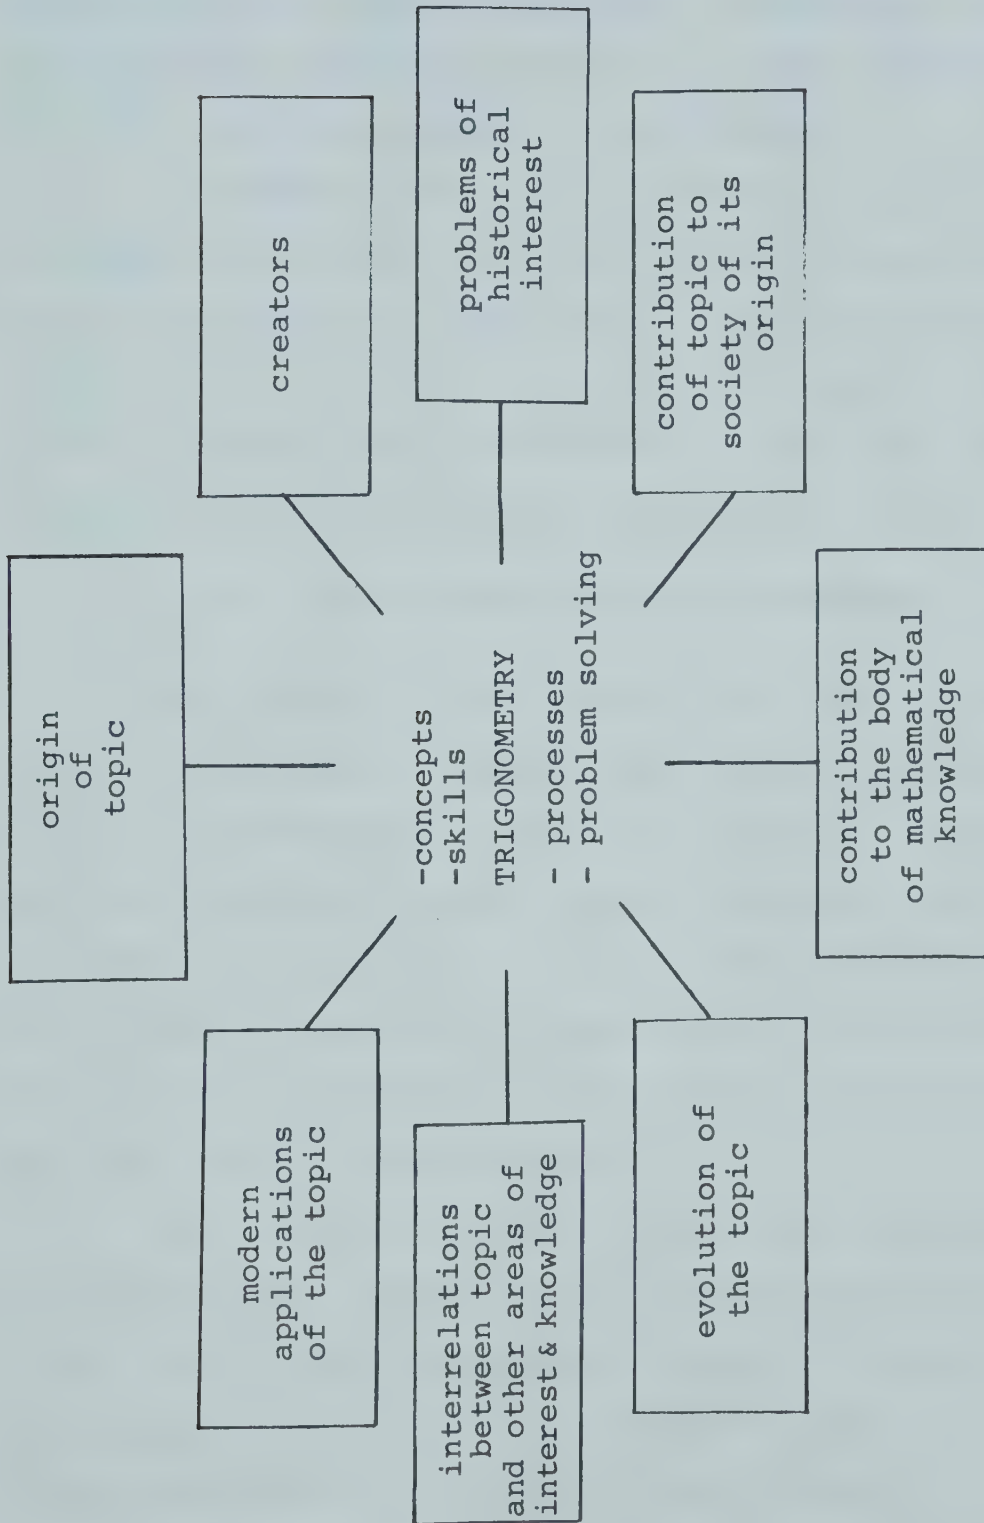 origin
of
topic
creators
problems of
historical
interest
contribution
of topic to
society of its
origin
contribution
to the body
of mathematical
knowledge
evolution of
the topic
interrelations
between topic
and other areas of
interest & knowledge
modern
applications
of the topic
-concepts
-skills
TRIGONOMETRY
- processes
- problem solving